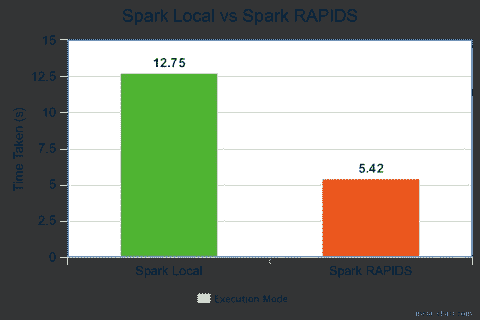 Spark Local vs Spark RAPIDS
15
12.5
10
7.5
5
2.5
0
Time Taken (s)
12.75
5.42
Spark Local
Spark RAPIDS
Execution Mode